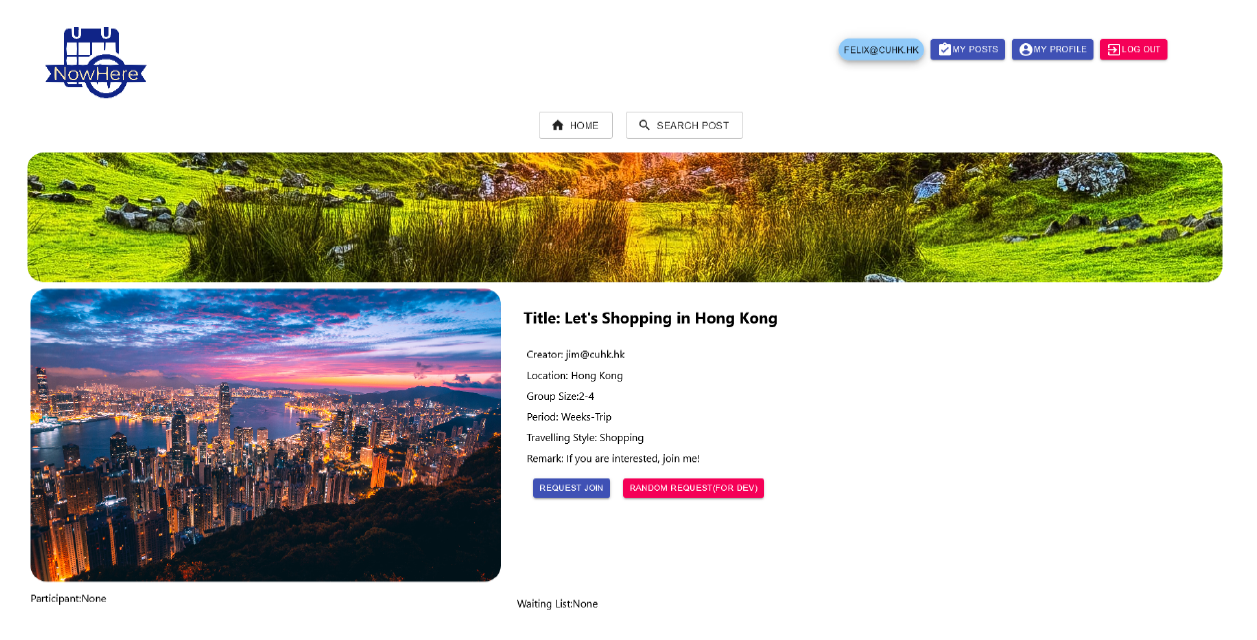 NowHere
FELIX@CUHK.HK
MY POSTS
MY PROFILE
LOG OUT
HOME
SEARCH POST
Title: Let's Shopping in Hong Kong
Creator: jim@cuhk.hk
Location: Hong Kong
Group Size:2-4
Period: Weeks-Trip
Travelling Style: Shopping
Remark: If you are interested, join me!
REQUEST JOIN
RANDOM REQUEST(FOR DEV)
Participant:None
Waiting List:None